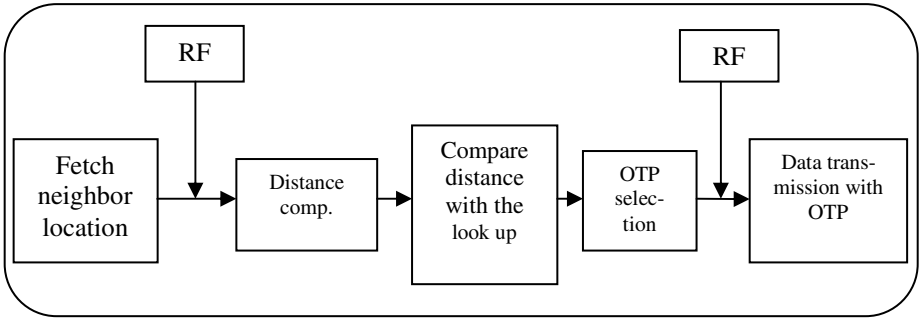 RF
RF
Fetch
neighbor
location
Distance
comp.
Compare
distance
with the
look up
OTP
selec-
tion
Data trans-
mission with
OTP